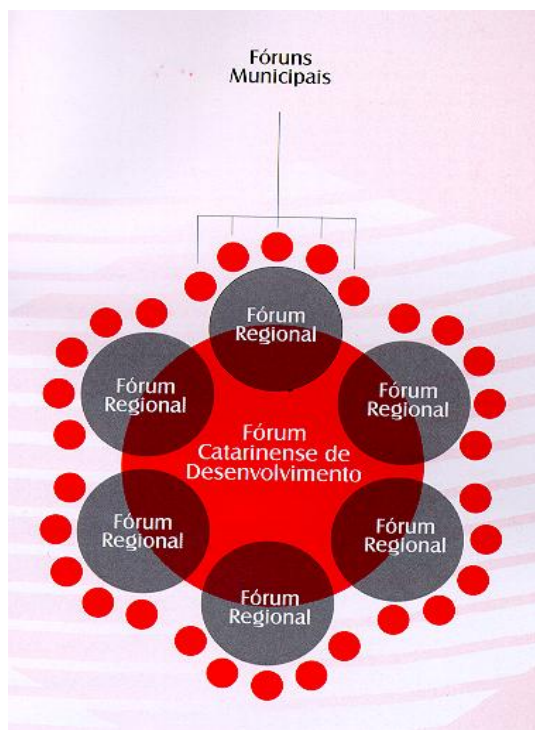 Fóruns
Municipais
Fórum
Regional
Fórum
Regional
Fórum
Regional
Fórum
Catarinense de
Desenvolvimento
Fórum
Regional
Fórum
Regional
Fórum
Regional